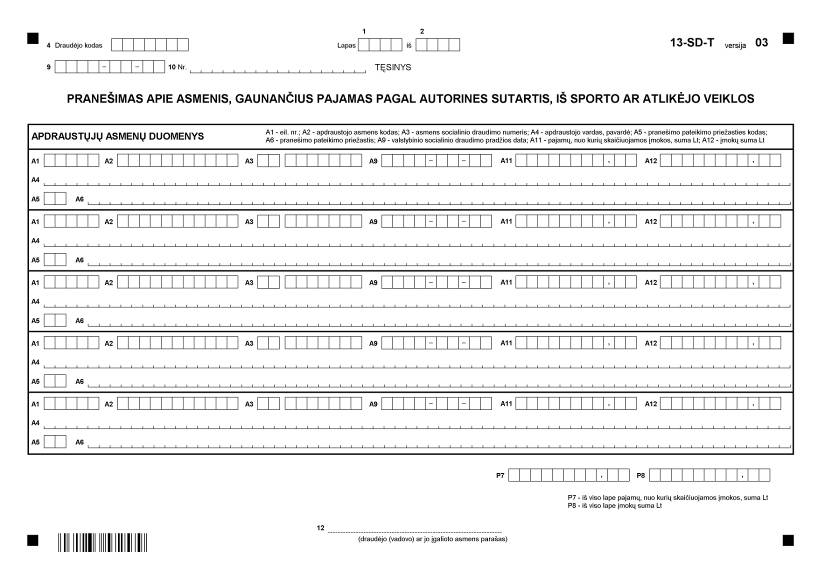 1 2
4 Draudėjo kodas Lapas iš 13-SD-T versija 03
9 – – 10 Nr. TĘSINYS
PRANEŠIMAS APIE ASMENIS, GAUNANČIUS PAJAMAS PAGAL AUTORINES SUTARTIS, IŠ SPORTO AR ATLIKĖJO VEIKLOS
APDRAUSTŲJŲ ASMENŲ DUOMENYS
A1 - eil. nr.; A2 - apdraustojo asmens kodas; A3 - asmens socialinio draudimo numeris; A4 - apdraustojo vardas, pavardė; A5 - pranešimo pateikimo priežasties kodas;
A6 - pranešimo pateikimo priežastis; A9 - valstybinio socialinio draudimo pradžios data; A11 - pajamų, nuo kurių skaičiuojamos įmokos, suma Lt; A12 - įmokų suma Lt
A1 A2 A3 A9 – – A11 , A12 ,
A4
A5 A6
A1 A2 A3 A9 – – A11 , A12 ,
A4
A5 A6
A1 A2 A3 A9 – – A11 , A12 ,
A4
A5 A6
A1 A2 A3 A9 – – A11 , A12 ,
A4
A5 A6
A1 A2 A3 A9 – – A11 , A12 ,
A4
A5 A6
P7 , P8 ,
P7 - iš viso lape pajamų, nuo kurių skaičiuojamos įmokos, suma Lt
P8 - iš viso lape įmokų suma Lt
12
(draudėjo (vadovo) ar jo įgalioto asmens parašas)